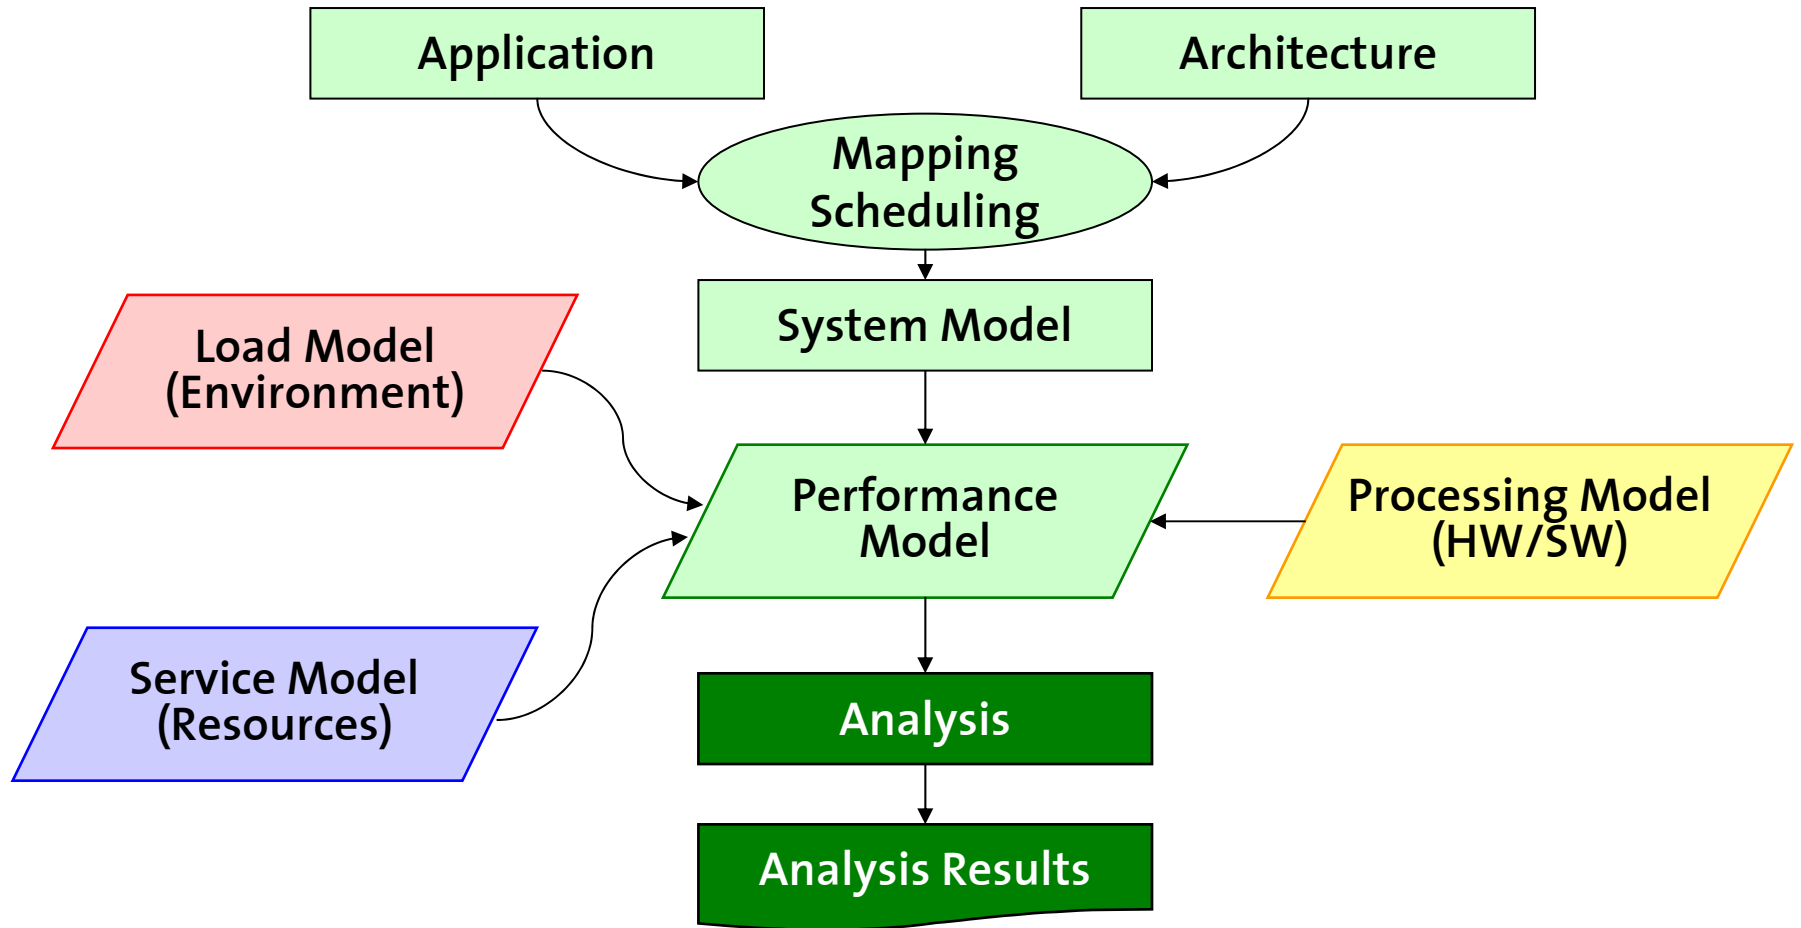 Application
Architecture
Mapping
Scheduling
System Model
Load Model
(Environment)
Performance
Model
Processing Model
(HW/SW)
Service Model
(Resources)
Analysis
Analysis Results